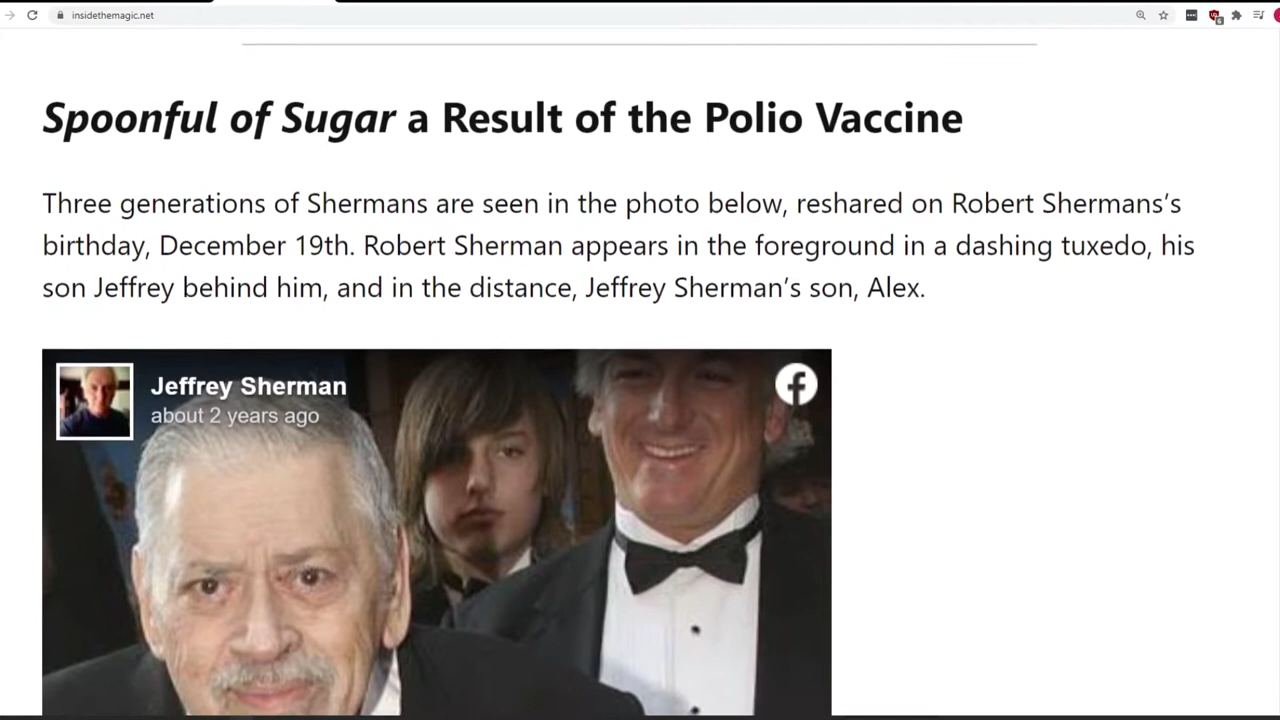 insidethemagic.net
Spoonful of Sugar a Result of the Polio Vaccine
Three generations of Shermans are seen in the photo below, reshared on Robert Shermans’s
birthday, December 19th. Robert Sherman appears in the foreground in a dashing tuxedo, his
son Jeffrey behind him, and in the distance, Jeffrey Sherman’s son, Alex.
Jeffrey Sherman
about 2 years ago